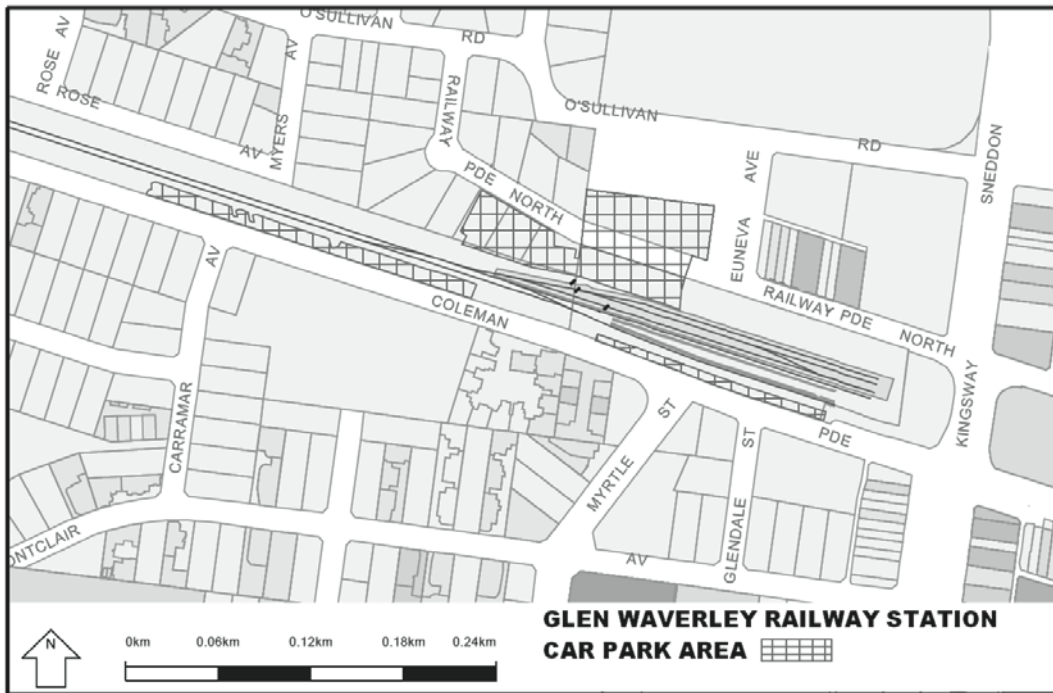 O'SULLIVAN
RD
ROSE AV
ROSE
AV
MYERS
AV
RAILWAY
PDE NORTH
O'SULLIVAN
RD
SNEDDON
EUNEVA
AVE
RAILWAY PDE NORTH
KINGSWAY
COLEMAN
PDE
AV
CARRAMAR
MYRTLE
ST
GLENDALE
ST
ONTCLAIR
AV
GLEN WAVERLEY RAILWAY STATION
CAR PARK AREA
N
0km 0.06km 0.12km 0.18km 0.24km